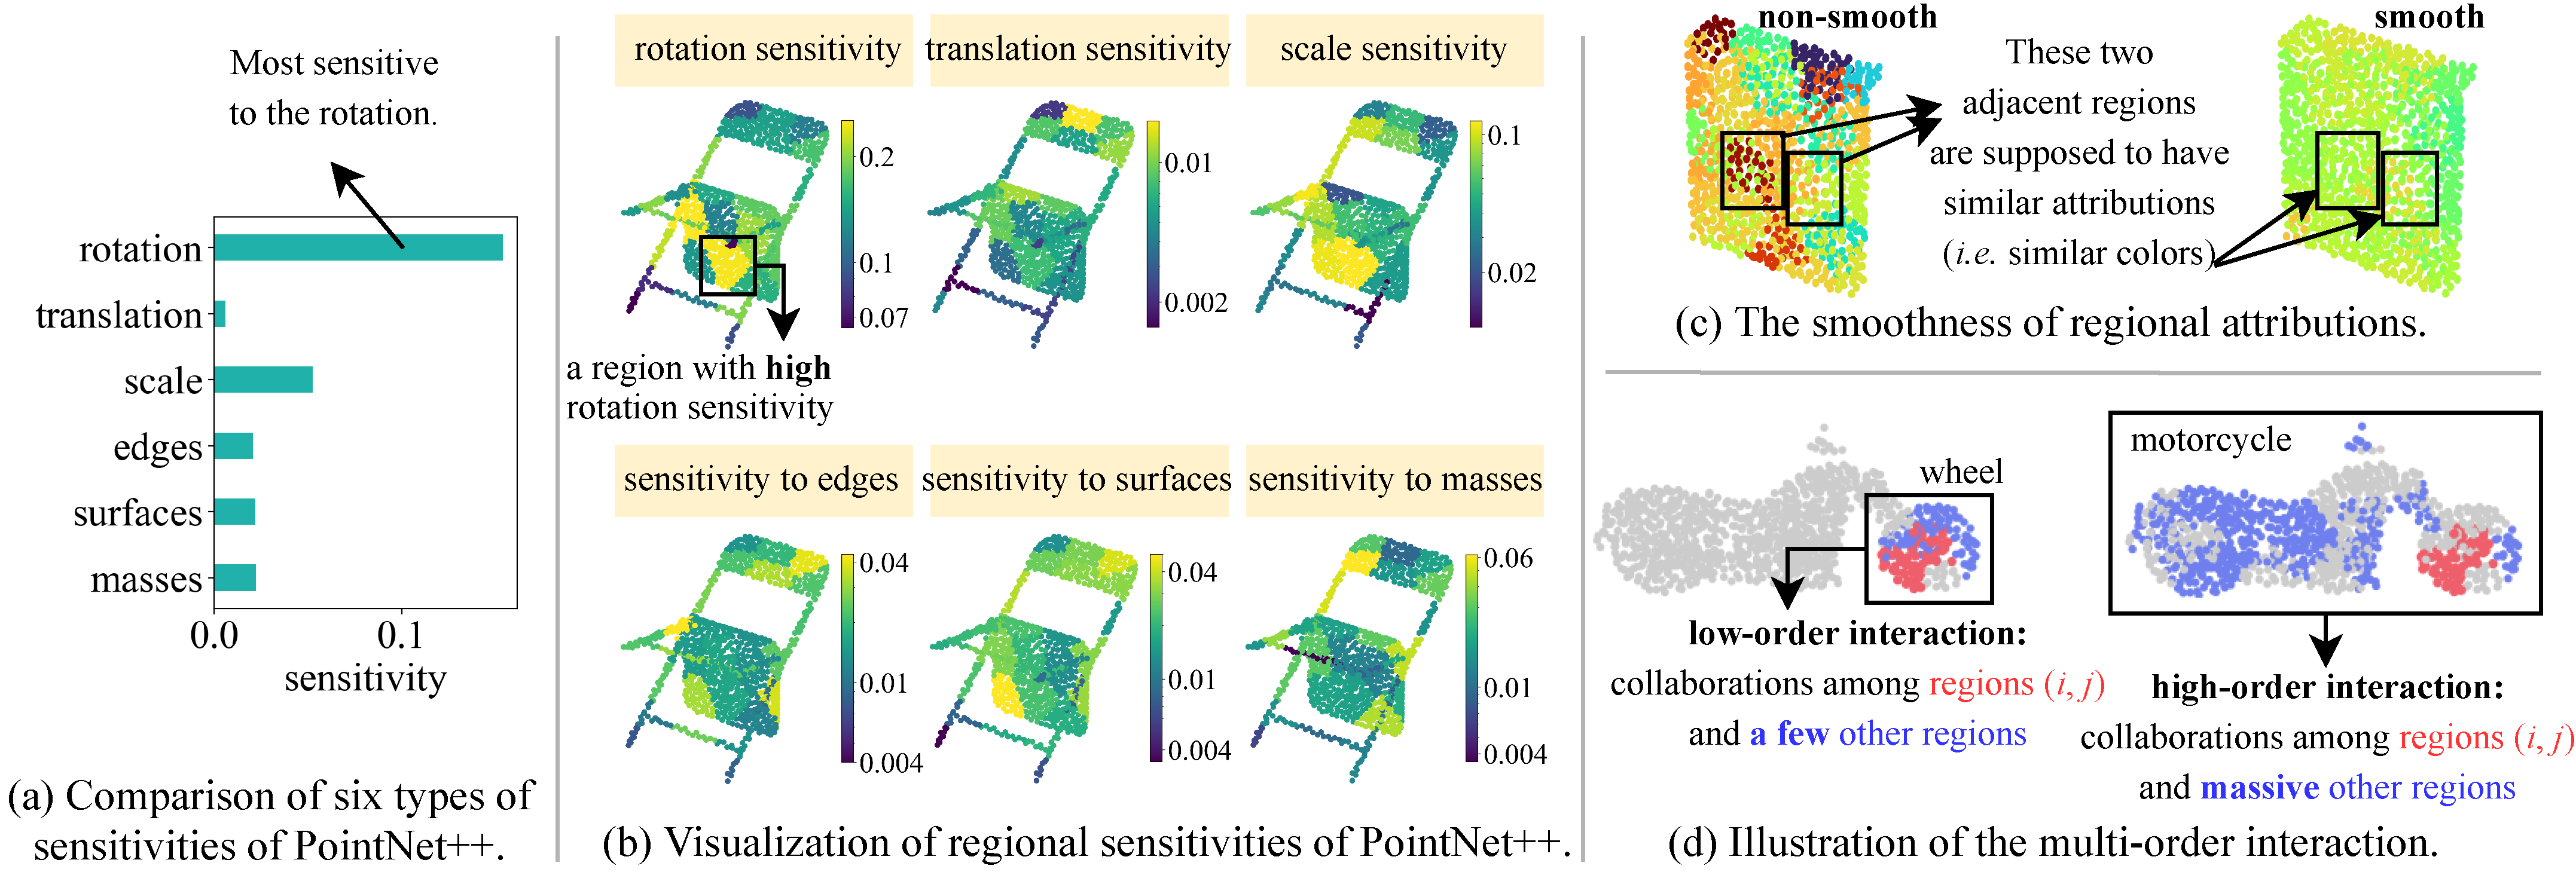 Most sensitive
to the rotation.
rotation
translation
scale
edges
surfaces
masses
0.0
0.1
sensitivity
(a) Comparison of six types of
sensitivities of PointNet++.
rotation sensitivity
translation sensitivity
scale sensitivity
0.2
0.1
0.07
0.01
0.002
0.1
0.02
a region with high
rotation sensitivity
sensitivity to edges
sensitivity to surfaces
sensitivity to masses
0.04
0.01
0.004
0.04
0.01
0.004
0.06
0.01
0.004
(b) Visualization of regional sensitivities of PointNet++.
non-smooth
smooth
These two
adjacent regions
are supposed to have
similar attributions
(i.e. similar colors)
(c) The smoothness of regional attributions.
wheel
motorcycle
low-order interaction:
collaborations among regions (i, j)
and a few other regions
high-order interaction:
collaborations among regions (i, j)
and massive other regions
(d) Illustration of the multi-order interaction.